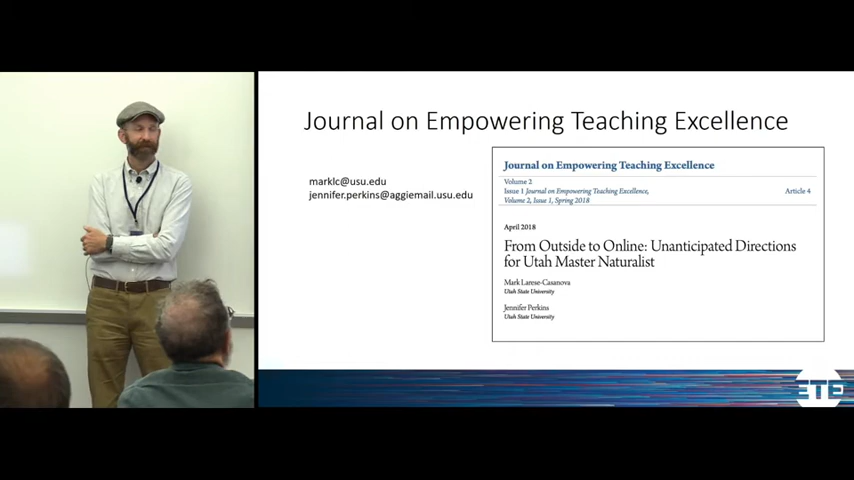 Journal on Empowering Teaching Excellence
marklc@usu.edu
jennifer.perkins@aggiemail.usu.edu
Journal on Empowering Teaching Excellence
Volume 2
Issue 1 Journal on Empowering Teaching Excellence,
Volume 2, Issue 1, Spring 2018
Article 4
April 2018
From Outside to Online: Unanticipated Directions
for Utah Master Naturalist
Mark Larese-Casanova
Utah State University
Jennifer Perkins
Utah State University
ETE